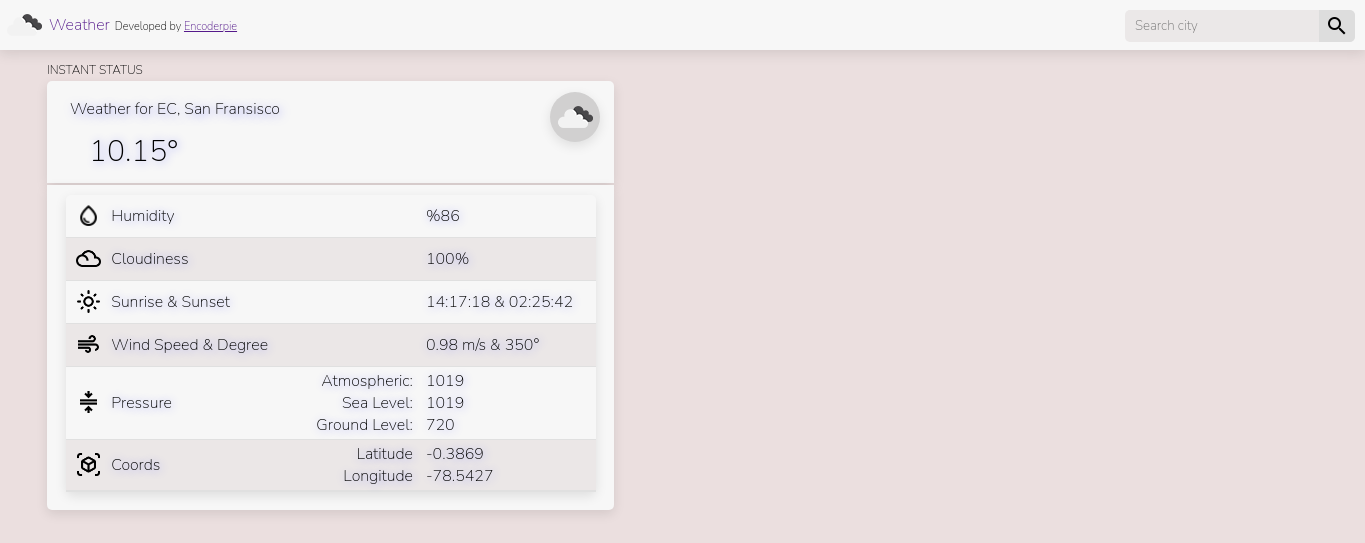 Weather Developed by Encoderpie
Search city
INSTANT STATUS
Weather for EC, San Fransisco
10.15°
Humidity %86
Cloudiness 100%
Sunrise & Sunset 14:17:18 & 02:25:42
Wind Speed & Degree 0.98 m/s & 350°
Pressure
Atmospheric: 1019
Sea Level: 1019
Ground Level: 720
Coords
Latitude -0.3869
Longitude -78.5427